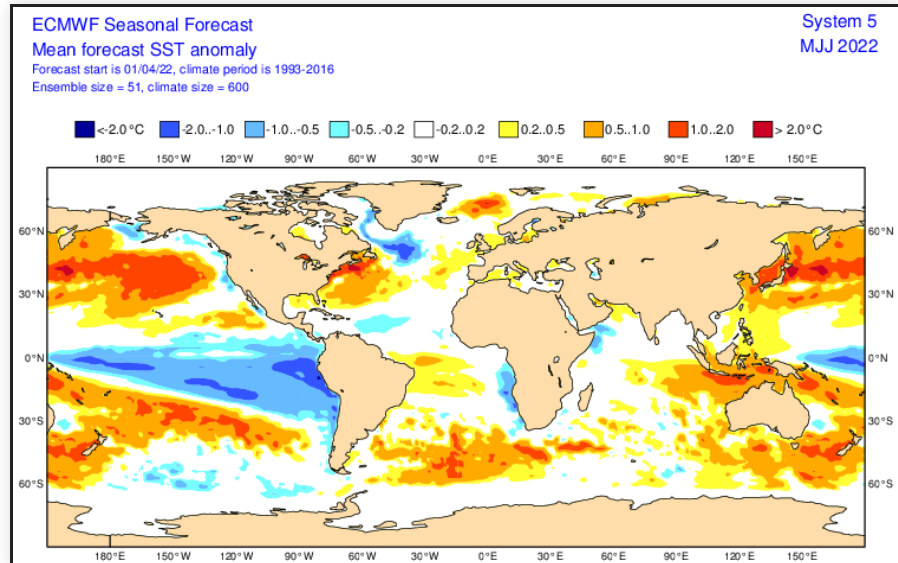 ECMWF Seasonal Forecast
System 5
Mean forecast SST anomaly
MJJ 2022
Forecast start is 01/04/22, climate period is 1993-2016
Ensemble size = 51, climate size = 600
<-2.0°C -2.0..-1.0 -1.0..-0.5 -0.5..-0.2 -0.2..0.2 0.2..0.5 0.5..1.0 1.0..2.0 > 2.0°C
180°E 150°W 120°W 90°W 60°W 30°W 0°E 30°E 60°E 90°E 120°E 150°E
60°N 60°N
30°N 30°N
0°N 0°N
30°S 30°S
60°S 60°S
180°E 150°W 120°W 90°W 60°W 30°W 0°E 30°E 60°E 90°E 120°E 150°E